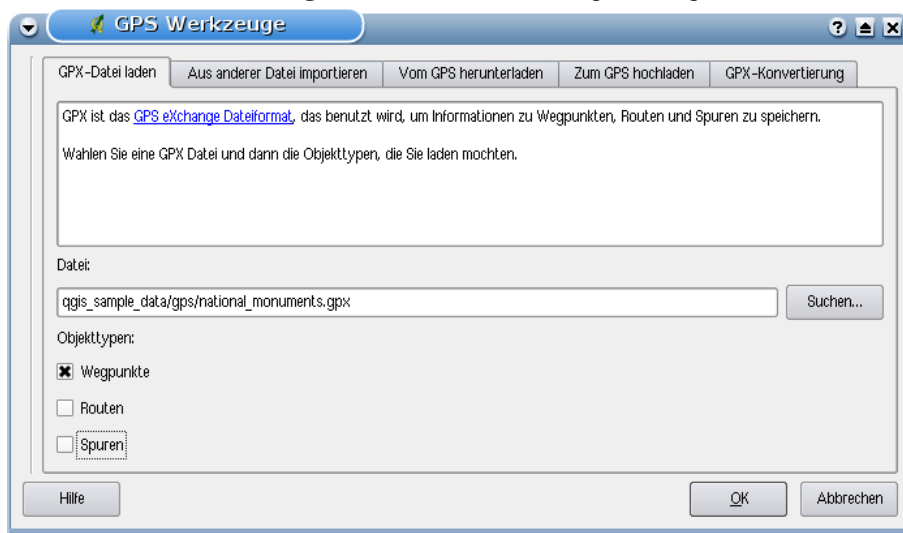 GPS Werkzeuge
GPX-Datei laden
Aus anderer Datei importieren
Vom GPS herunterladen
Zum GPS hochladen
GPX-Konvertierung
GPX ist das GPS eXchange Dateiformat, das benutzt wird, um Informationen zu Wegpunkten, Routen und Spuren zu speichern.
Wahlen Sie eine GPX Datei und dann die Objekttypen, die Sie laden mochten.
Datei:
qgis_sample_data/gps/national_monuments.gpx
Suchen...
Objekttypen:
Wegpunkte
Routen
Spuren
Hilfe
OK
Abbrechen